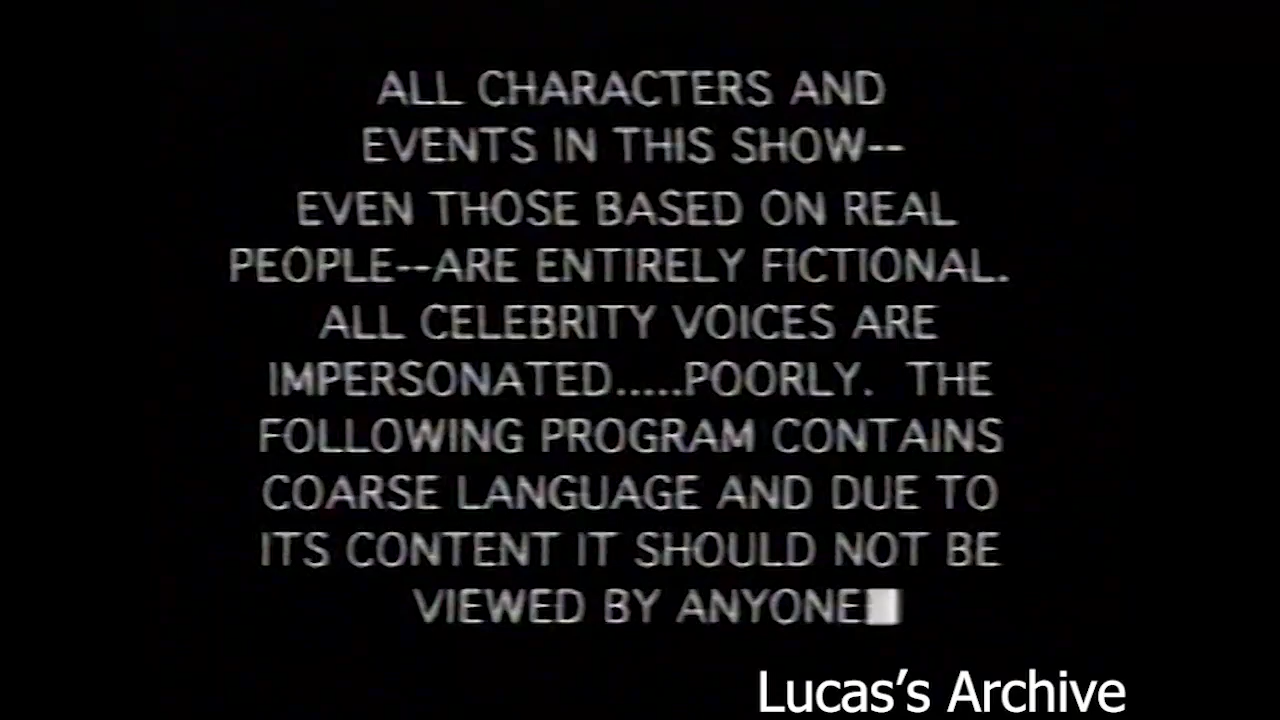 ALL CHARACTERS AND
EVENTS IN THIS SHOW--
EVEN THOSE BASED ON REAL
PEOPLE--ARE ENTIRELY FICTIONAL.
ALL CELEBRITY VOICES ARE
IMPERSONATED.....POORLY.  THE
FOLLOWING PROGRAM CONTAINS
COARSE LANGUAGE AND DUE TO
ITS CONTENT IT SHOULD NOT BE
VIEWED BY ANYONE
Lucas's Archive